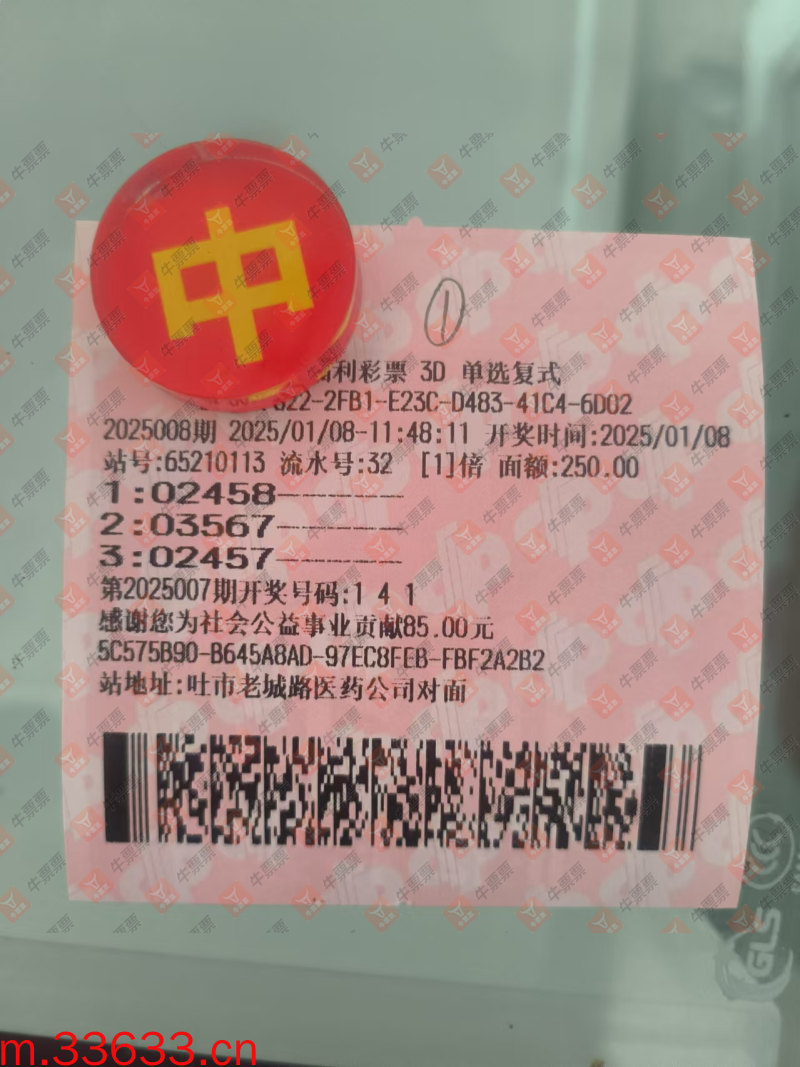 中
①
利彩票 3D 单选复式
22-2FB1-E23C-D483-41C4-6D02
2025008期 2025/01/08-11:48:11 开奖时间:2025/01/08
站号:65210113 流水号:32 [1]倍 面额:250.00
1:02458-------
2:03567-------
3:02457-------
第2025007期开奖号码:1 4 1
感谢您为社会公益事业贡献85.00元
5C575B90-B645A8AD-97EC8FEB-FBF2A2B2
站地址:吐市老城路医药公司对面
GLS
牛票票
m.33633.cn